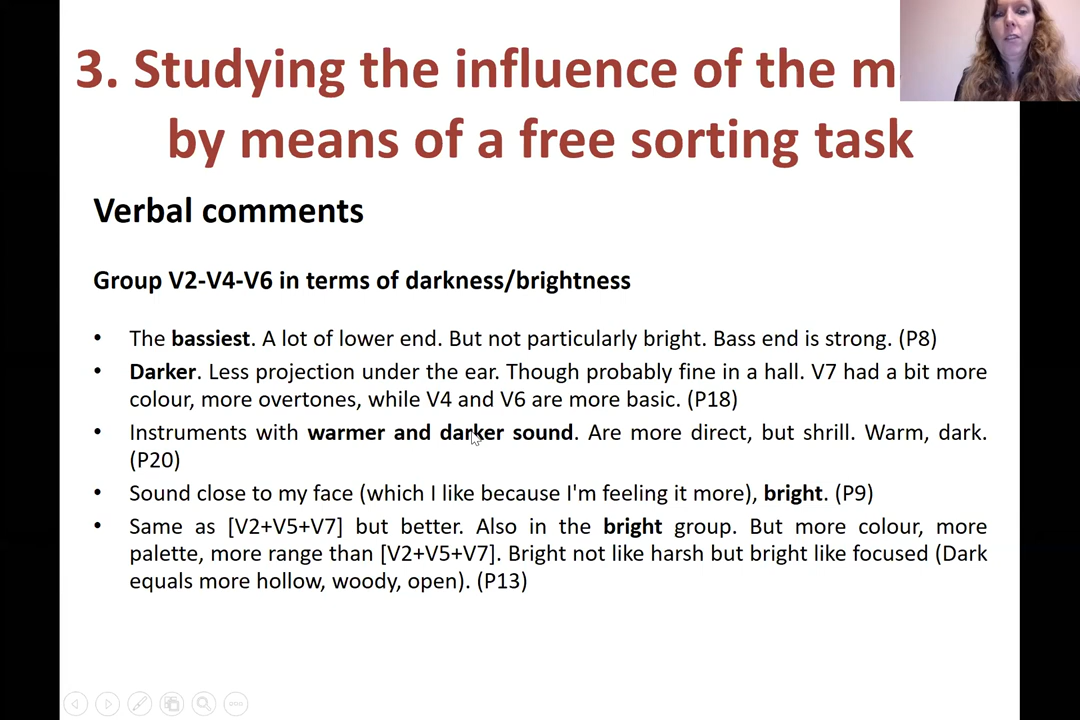 3. Studying the influence of the
by means of a free sorting task
Verbal comments
Group V2-V4-V6 in terms of darkness/brightness
• The bassiest. A lot of lower end. But not particularly bright. Bass end is strong. (P8)
• Darker. Less projection under the ear. Though probably fine in a hall. V7 had a bit more
colour, more overtones, while V4 and V6 are more basic. (P18)
• Instruments with warmer and darker sound. Are more direct, but shrill. Warm, dark.
(P20)
• Sound close to my face (which I like because I'm feeling it more), bright. (P9)
• Same as [V2+V5+V7] but better. Also in the bright group. But more colour, more
palette, more range than [V2+V5+V7]. Bright not like harsh but bright like focused (Dark
equals more hollow, woody, open). (P13)